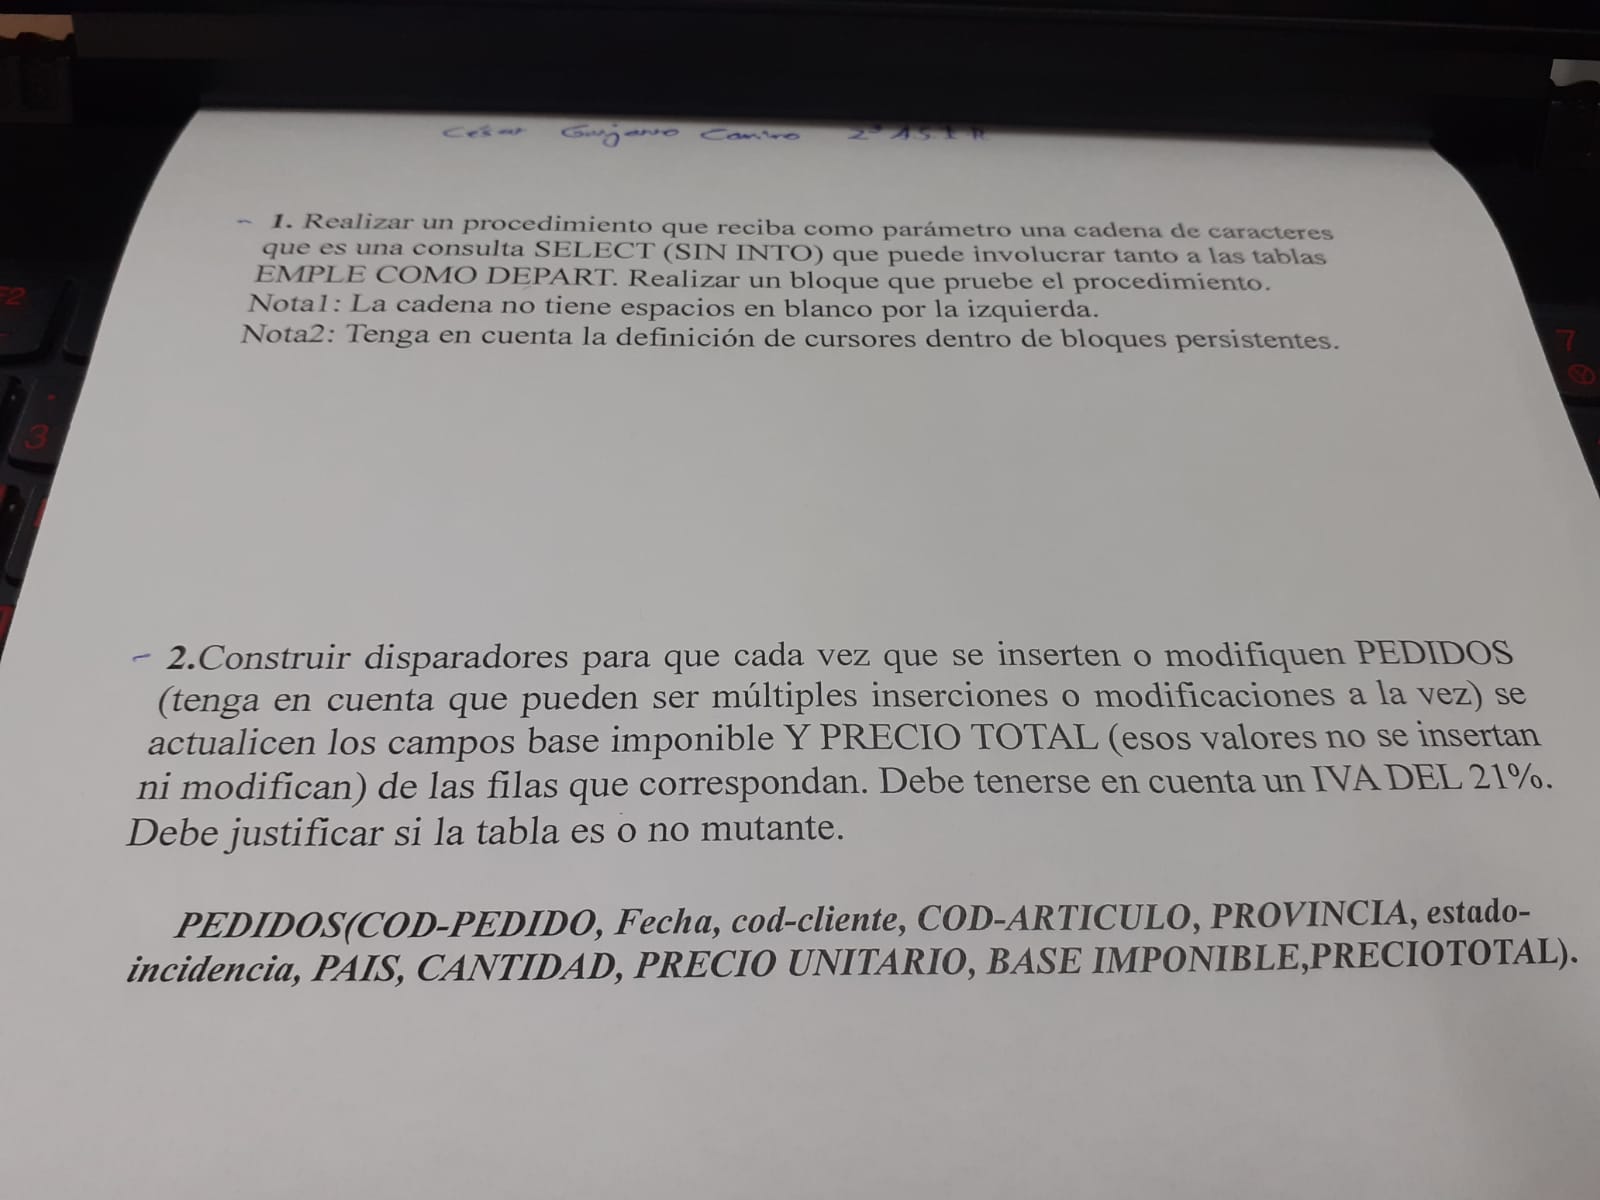 César Guijarro Camino 2º A.S.I.R
- 1. Realizar un procedimiento que reciba como parámetro una cadena de caracteres
que es una consulta SELECT (SIN INTO) que puede involucrar tanto a las tablas
EMPLE COMO DEPART. Realizar un bloque que pruebe el procedimiento.
Nota1: La cadena no tiene espacios en blanco por la izquierda.
Nota2: Tenga en cuenta la definición de cursores dentro de bloques persistentes.
- 2.Construir disparadores para que cada vez que se inserten o modifiquen PEDIDOS
(tenga en cuenta que pueden ser múltiples inserciones o modificaciones a la vez) se
actualicen los campos base imponible Y PRECIO TOTAL (esos valores no se insertan
ni modifican) de las filas que correspondan. Debe tenerse en cuenta un IVA DEL 21%.
Debe justificar si la tabla es o no mutante.
PEDIDOS(COD-PEDIDO, Fecha, cod-cliente, COD-ARTICULO, PROVINCIA, estado-
incidencia, PAIS, CANTIDAD, PRECIO UNITARIO, BASE IMPONIBLE,PRECIOTOTAL).
2
3
7